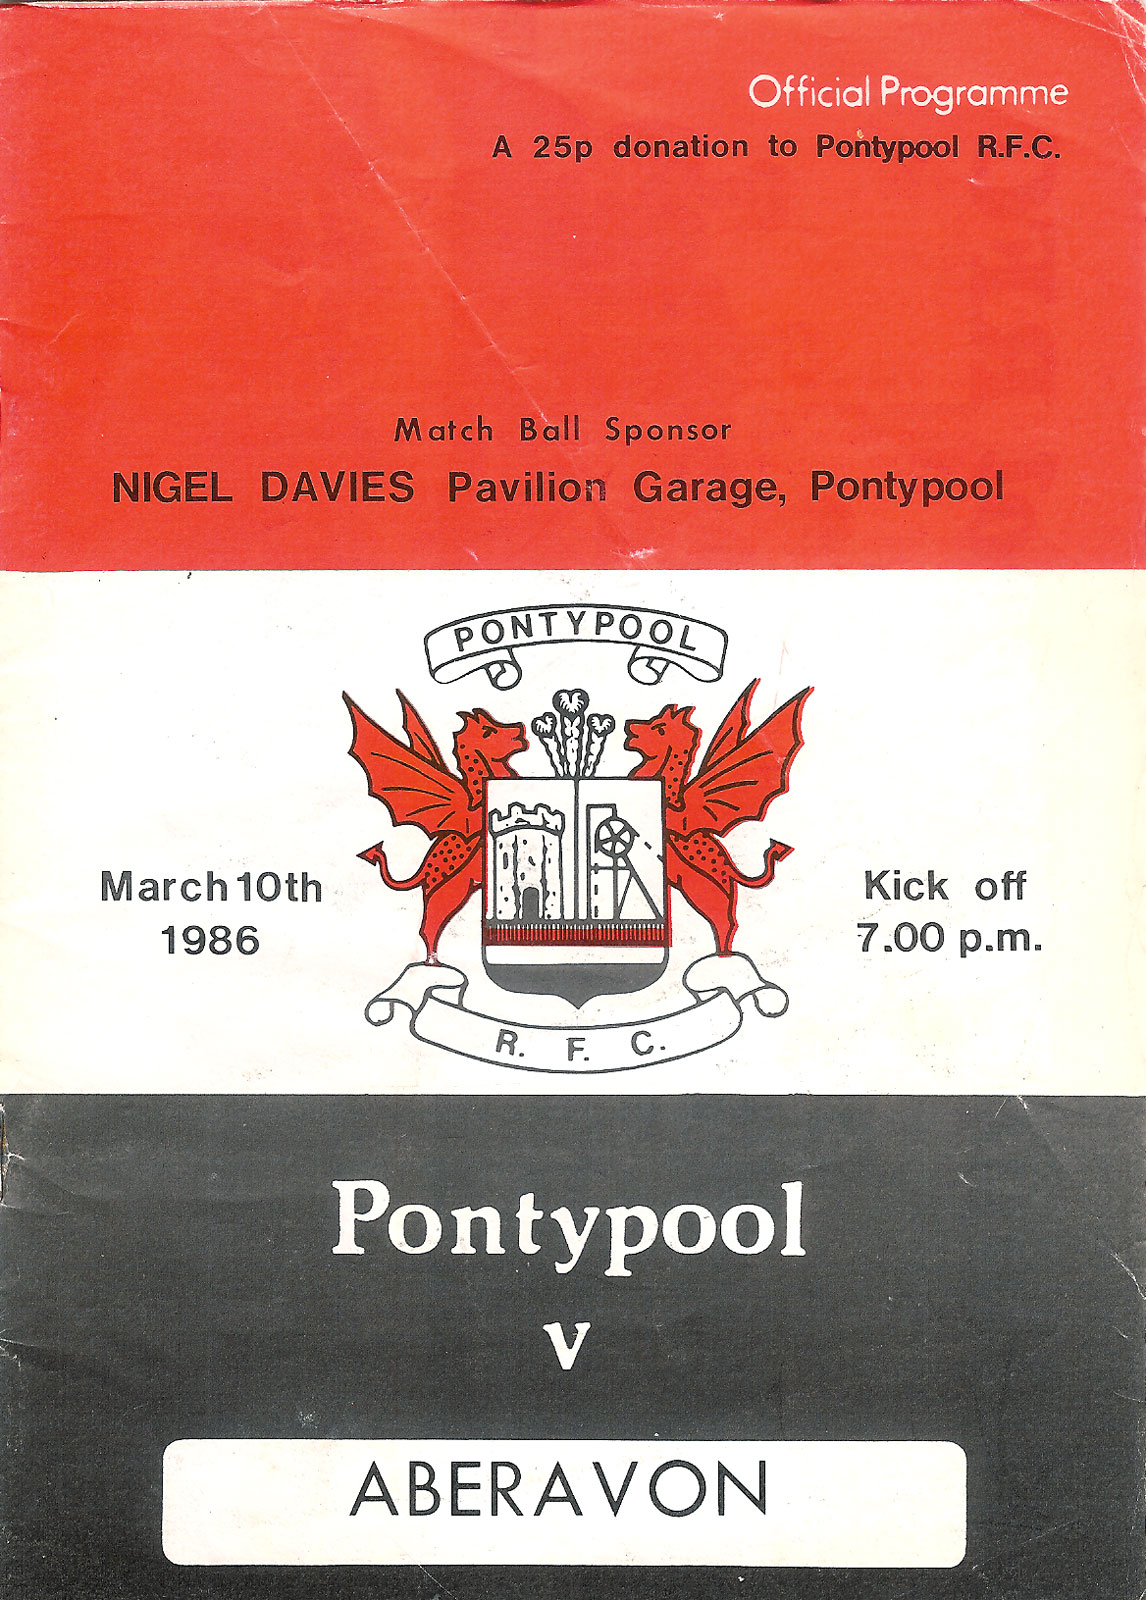 Official Programme
A 25p donation to Pontypool R.F.C.
Match Ball Sponsor
NIGEL DAVIES Pavilion Garage, Pontypool
PONTYPOOL
March 10th
1986
Kick off
7.00 p.m.
R. F. C.
Pontypool
v
ABERAVON